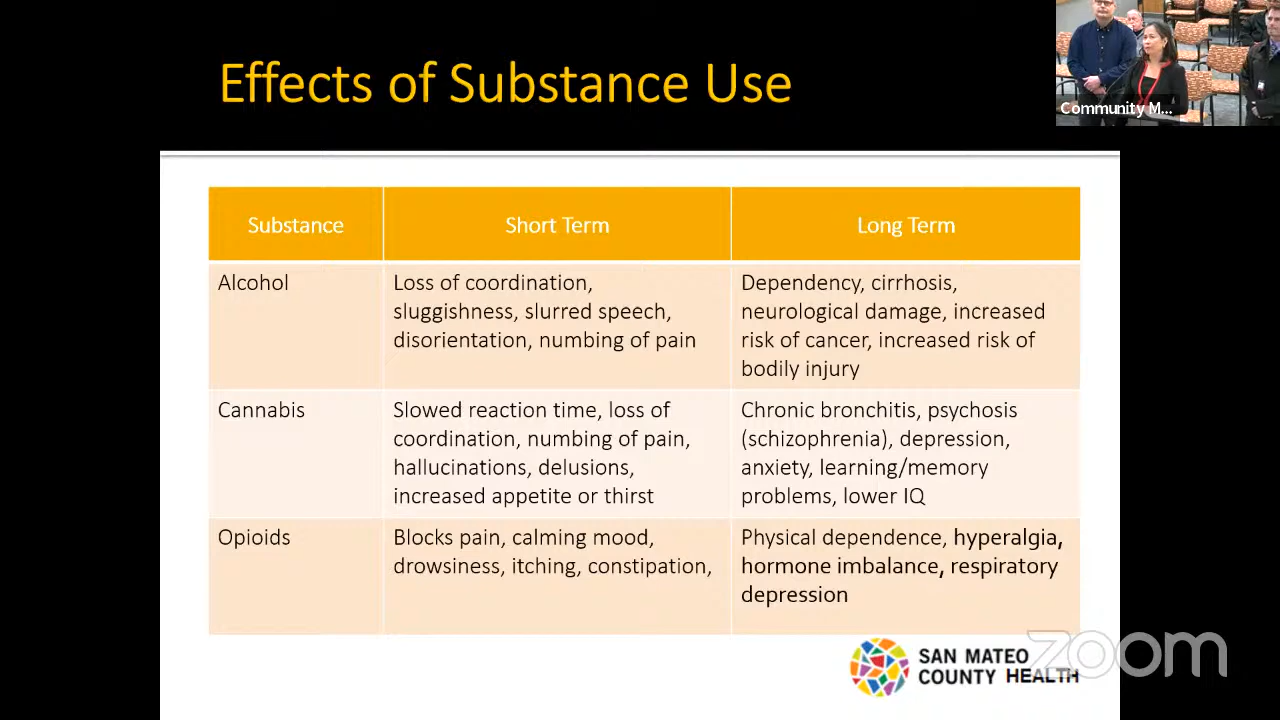 Effects of Substance Use
Community M...
Substance
Short Term
Long Term
Alcohol
Loss of coordination,
sluggishness, slurred speech,
disorientation, numbing of pain
Dependency, cirrhosis,
neurological damage, increased
risk of cancer, increased risk of
bodily injury
Cannabis
Slowed reaction time, loss of
coordination, numbing of pain,
hallucinations, delusions,
increased appetite or thirst
Chronic bronchitis, psychosis
(schizophrenia), depression,
anxiety, learning/memory
problems, lower IQ
Opioids
Blocks pain, calming mood,
drowsiness, itching, constipation,
Physical dependence, hyperalgia,
hormone imbalance, respiratory
depression
SAN MATEO
COUNTY HEALTH
zoom